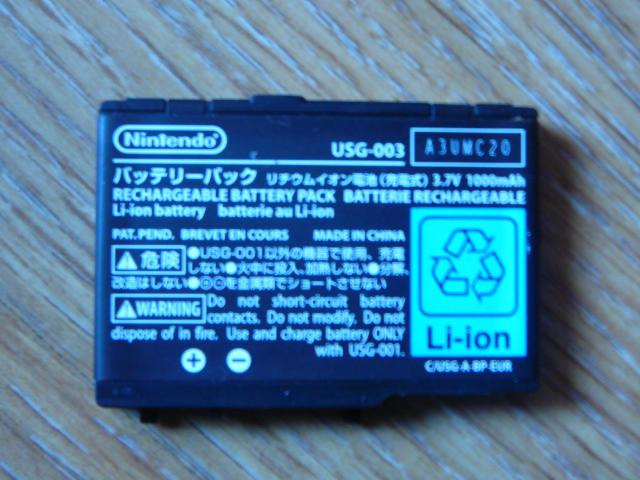 Nintendo
USG-003
A3UMC20
バッテリーパック リチウムイオン電池(充電式) 3.7V 1000mAh
RECHARGEABLE BATTERY PACK BATTERIE RECHARGEABLE
Li-ion battery batterie au Li-ion
PAT. PEND. BREVET EN COURS MADE IN CHINA
危険 ●USG-001以外の機器で使用、充電
しない●火中に投入、加熱しない●分解、
改造はしない●⊕⊖を金属類でショートさせない
WARNING Do not short-circuit battery
contacts. Do not modify. Do not
dispose of in fire. Use and charge battery ONLY
with USG-001.
+ −
Li-ion
C/USG-A-BP-EUR